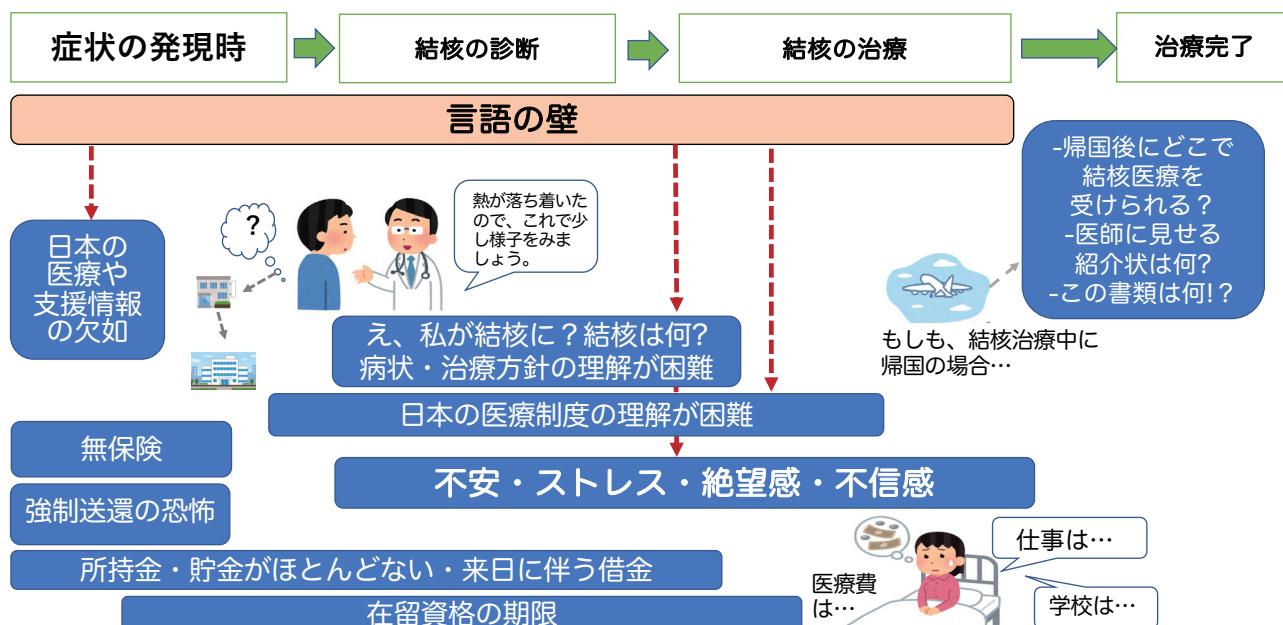 症状の発現時
結核の診断
結核の治療
治療完了
言語の壁
-帰国後にどこで
結核医療を
受けられる？
-医師に見せる
紹介状は何?
-この書類は何!？
日本の
医療や
支援情報
の欠如
?
熱が落ち着いた
ので、これで少
し様子をみま
しょう。
もしも、結核治療中に
帰国の場合…
え、私が結核に？結核は何?
病状・治療方針の理解が困難
日本の医療制度の理解が困難
無保険
不安・ストレス・絶望感・不信感
強制送還の恐怖
仕事は…
所持金・貯金がほとんどない・来日に伴う借金
医療費
は…
学校は…
在留資格の期限